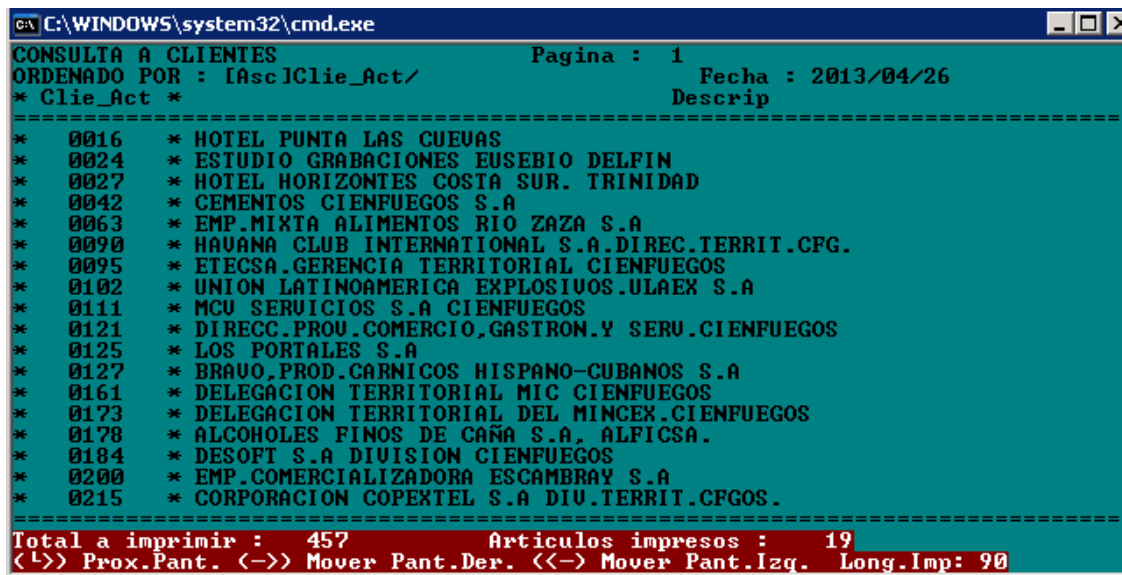 C:\WINDOWS\system32\cmd.exe
CONSULTA A CLIENTES Pagina : 1
ORDENADO POR : [Asc]Clie_Act/ Fecha : 2013/04/26
* Clie_Act * Descrip
================================================================================
* 0016 * HOTEL PUNTA LAS CUEVAS
* 0024 * ESTUDIO GRABACIONES EUSEBIO DELFIN
* 0027 * HOTEL HORIZONTES COSTA SUR. TRINIDAD
* 0042 * CEMENTOS CIENFUEGOS S.A
* 0063 * EMP.MIXTA ALIMENTOS RIO ZAZA S.A
* 0090 * HAVANA CLUB INTERNATIONAL S.A.DIREC.TERRIT.CFG.
* 0095 * ETECSA.GERENCIA TERRITORIAL CIENFUEGOS
* 0102 * UNION LATINOAMERICA EXPLOSIVOS.ULAEX S.A
* 0111 * MCV SERVICIOS S.A CIENFUEGOS
* 0121 * DIRECC.PROV.COMERCIO,GASTRON.Y SERV.CIENFUEGOS
* 0125 * LOS PORTALES S.A
* 0127 * BRAVO,PROD.CARNICOS HISPANO-CUBANOS S.A
* 0161 * DELEGACION TERRITORIAL MIC CIENFUEGOS
* 0173 * DELEGACION TERRITORIAL DEL MINCEX.CIENFUEGOS
* 0178 * ALCOHOLES FINOS DE CAÑA S.A, ALFICSA.
* 0184 * DESOFT S.A DIVISION CIENFUEGOS
* 0200 * EMP.COMERCIALIZADORA ESCAMBRAY S.A
* 0215 * CORPORACION COPEXTEL S.A DIV.TERRIT.CFGOS.
================================================================================
Total a imprimir : 457 Articulos impresos : 19
(└>) Prox.Pant. (->) Mover Pant.Der. (<-) Mover Pant.Izq. Long.Imp: 90